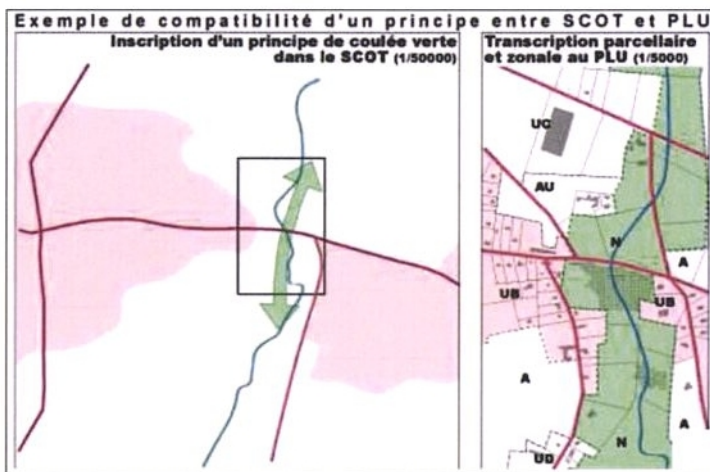 Exemple de compatibilité d'un principe entre SCOT et PLU
Inscription d'un principe de coulée verte
dans le SCOT (1/50000)
Transcription parcellaire
et zonale au PLU (1/5000)
UC
AU
N
A
UB
UB
A
A
N
UB